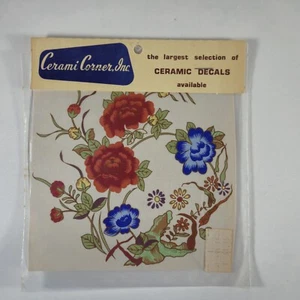 Cerami Corner, Inc
the largest selection of
CERAMIC DECALS
available